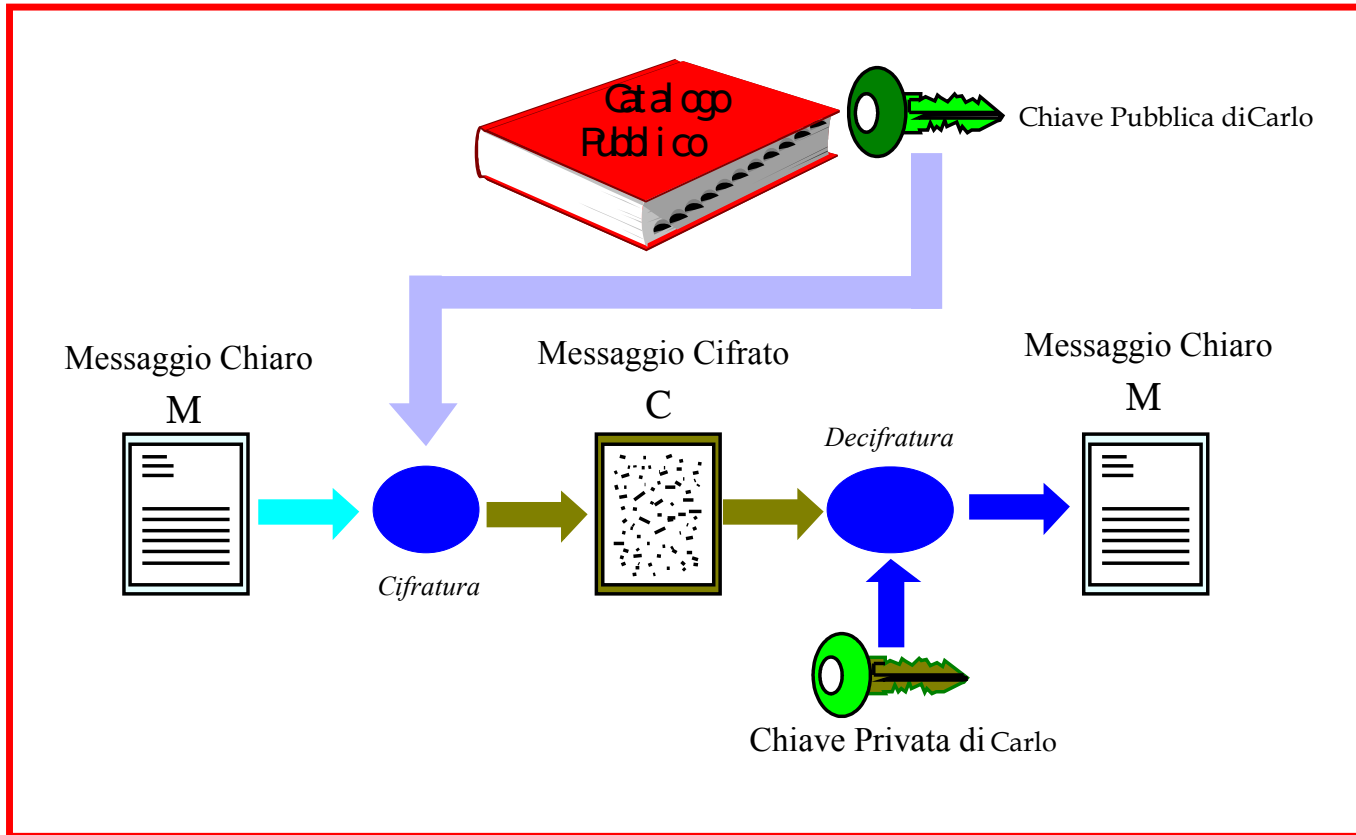 Catalogo
Pubblico
Chiave Pubblica diCarlo
Messaggio Chiaro
M
Messaggio Cifrato
C
Messaggio Chiaro
M
Decifratura
Cifratura
Chiave Privata di Carlo